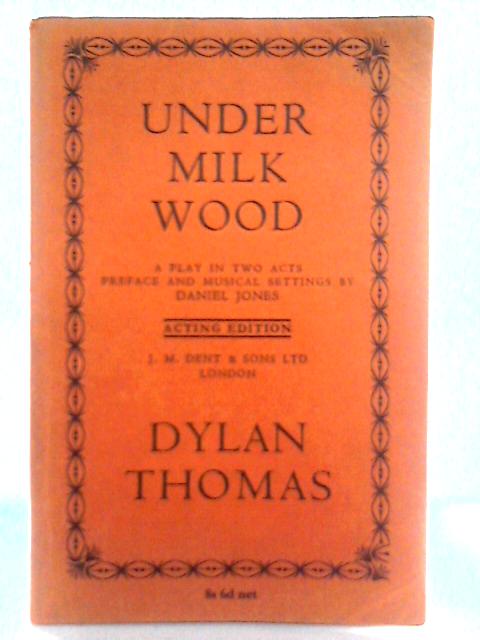 UNDER
MILK
WOOD
A PLAY IN TWO ACTS
PREFACE AND MUSICAL SETTINGS BY
DANIEL JONES
ACTING EDITION
J. M. DENT & SONS LTD
LONDON
DYLAN
THOMAS
8s 6d net